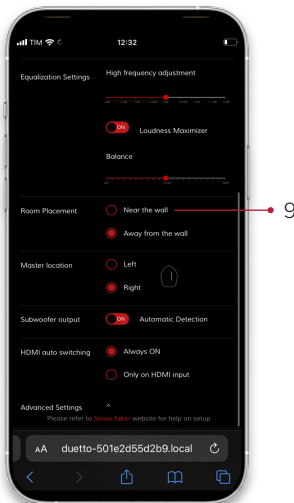 TIM 12:32
Equalization Settings High frequency adjustment
ON Loudness Maximizer
Balance
Room Placement Near the wall 9
Away from the wall
Master location Left
Right
Subwoofer output ON Automatic Detection
HDMI auto switching Always ON
Only on HDMI input
Advanced Settings
Please refer to Sonus faber website for help on setup
AA duetto-501e2d55d2b9.local